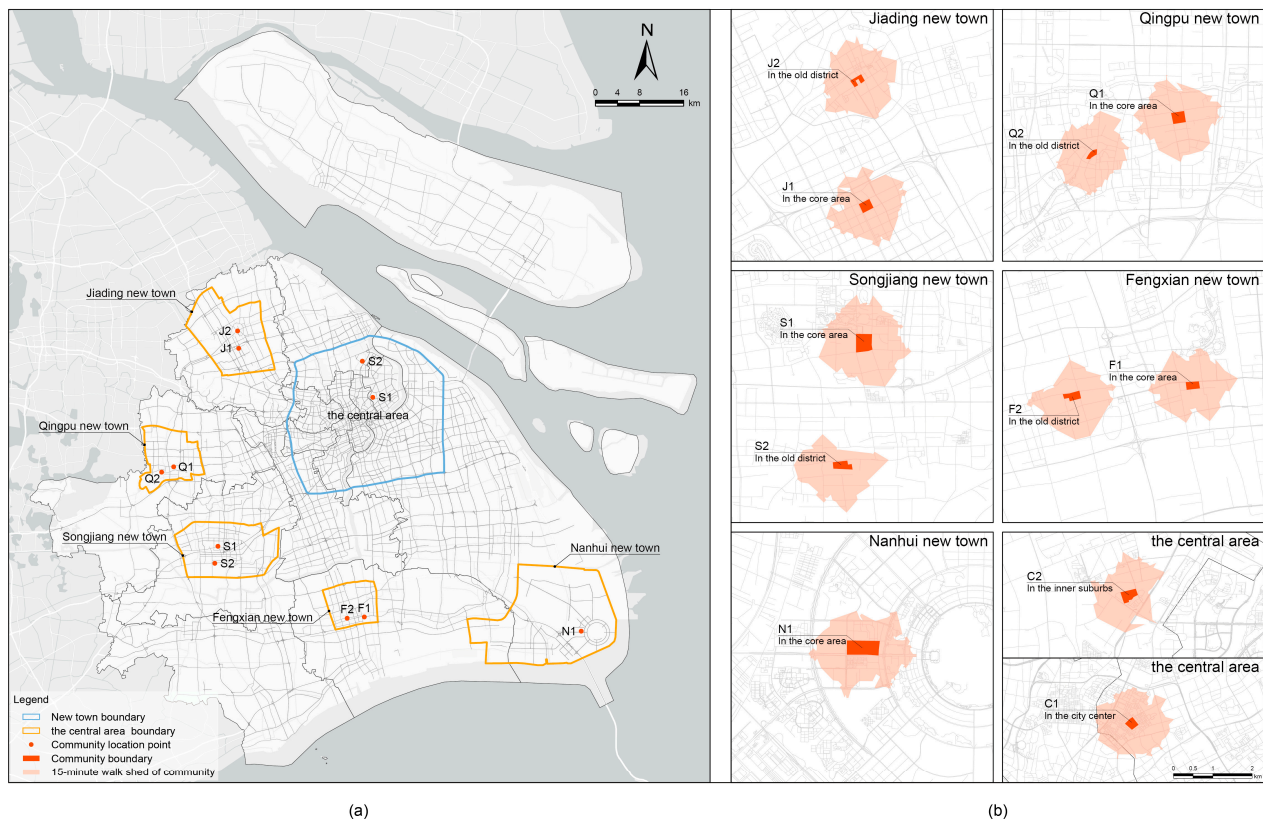 N
0 4 8 16
km
Jiading new town
J2
J1
S2
S1
the central area
Qingpu new town
Q1
Q2
Songjiang new town
S1
S2
Nanhui new town
Fengxian new town
F2 F1
N1
Legend
New town boundary
the central area boundary
Community location point
Community boundary
15-minute walk shed of community
(a)
Jiading new town
J2
In the old district
J1
In the core area
Qingpu new town
Q1
In the core area
Q2
In the old district
Songjiang new town
S1
In the core area
S2
In the old district
Fengxian new town
F1
In the core area
F2
In the old district
Nanhui new town
N1
In the core area
the central area
C2
In the inner suburbs
the central area
C1
In the city center
0 0.5 1 2
km
(b)